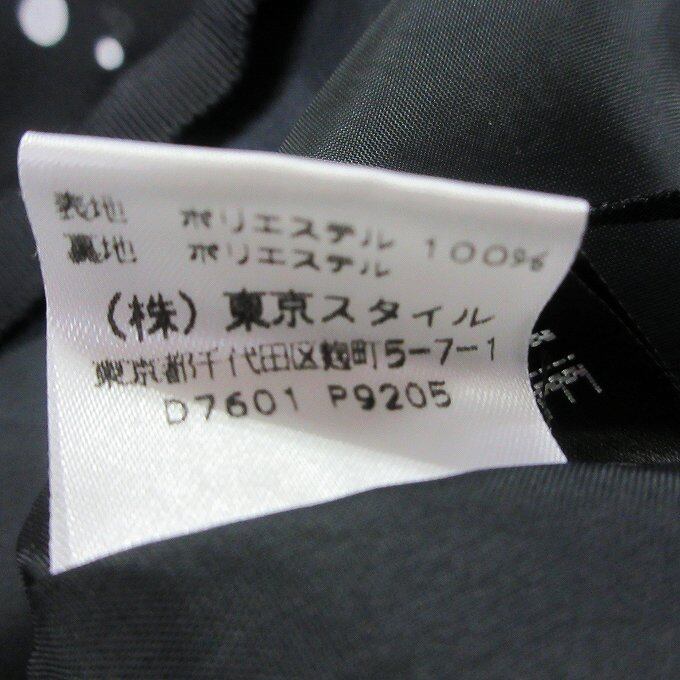 表地 ポリエステル 100%
裏地 ポリエステル
(株)東京スタイル
東京都千代田区麹町5-7-1
D7601 P9205